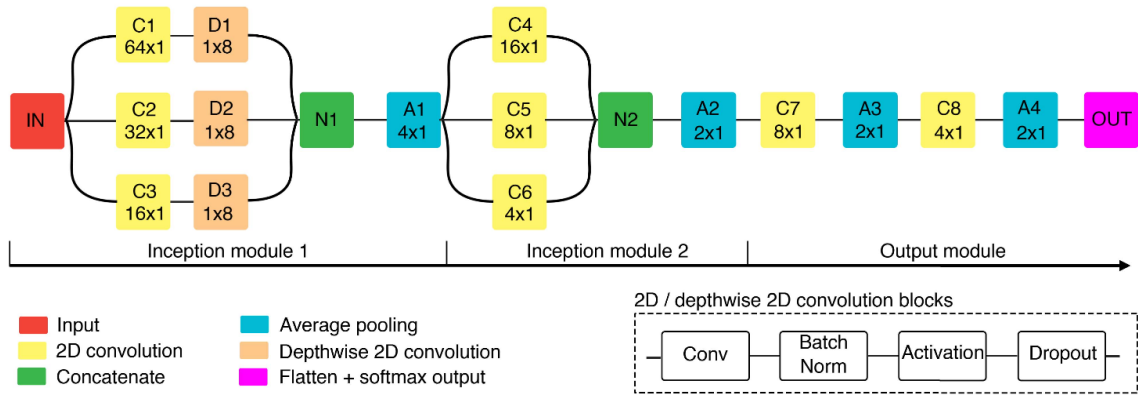 IN
C1
64x1
D1
1x8
C2
32x1
D2
1x8
C3
16x1
D3
1x8
N1
A1
4x1
C4
16x1
C5
8x1
C6
4x1
N2
A2
2x1
C7
8x1
A3
2x1
C8
4x1
A4
2x1
OUT
Inception module 1
Inception module 2
Output module
Input
2D convolution
Concatenate
Average pooling
Depthwise 2D convolution
Flatten + softmax output
2D / depthwise 2D convolution blocks
Conv
Batch
Norm
Activation
Dropout